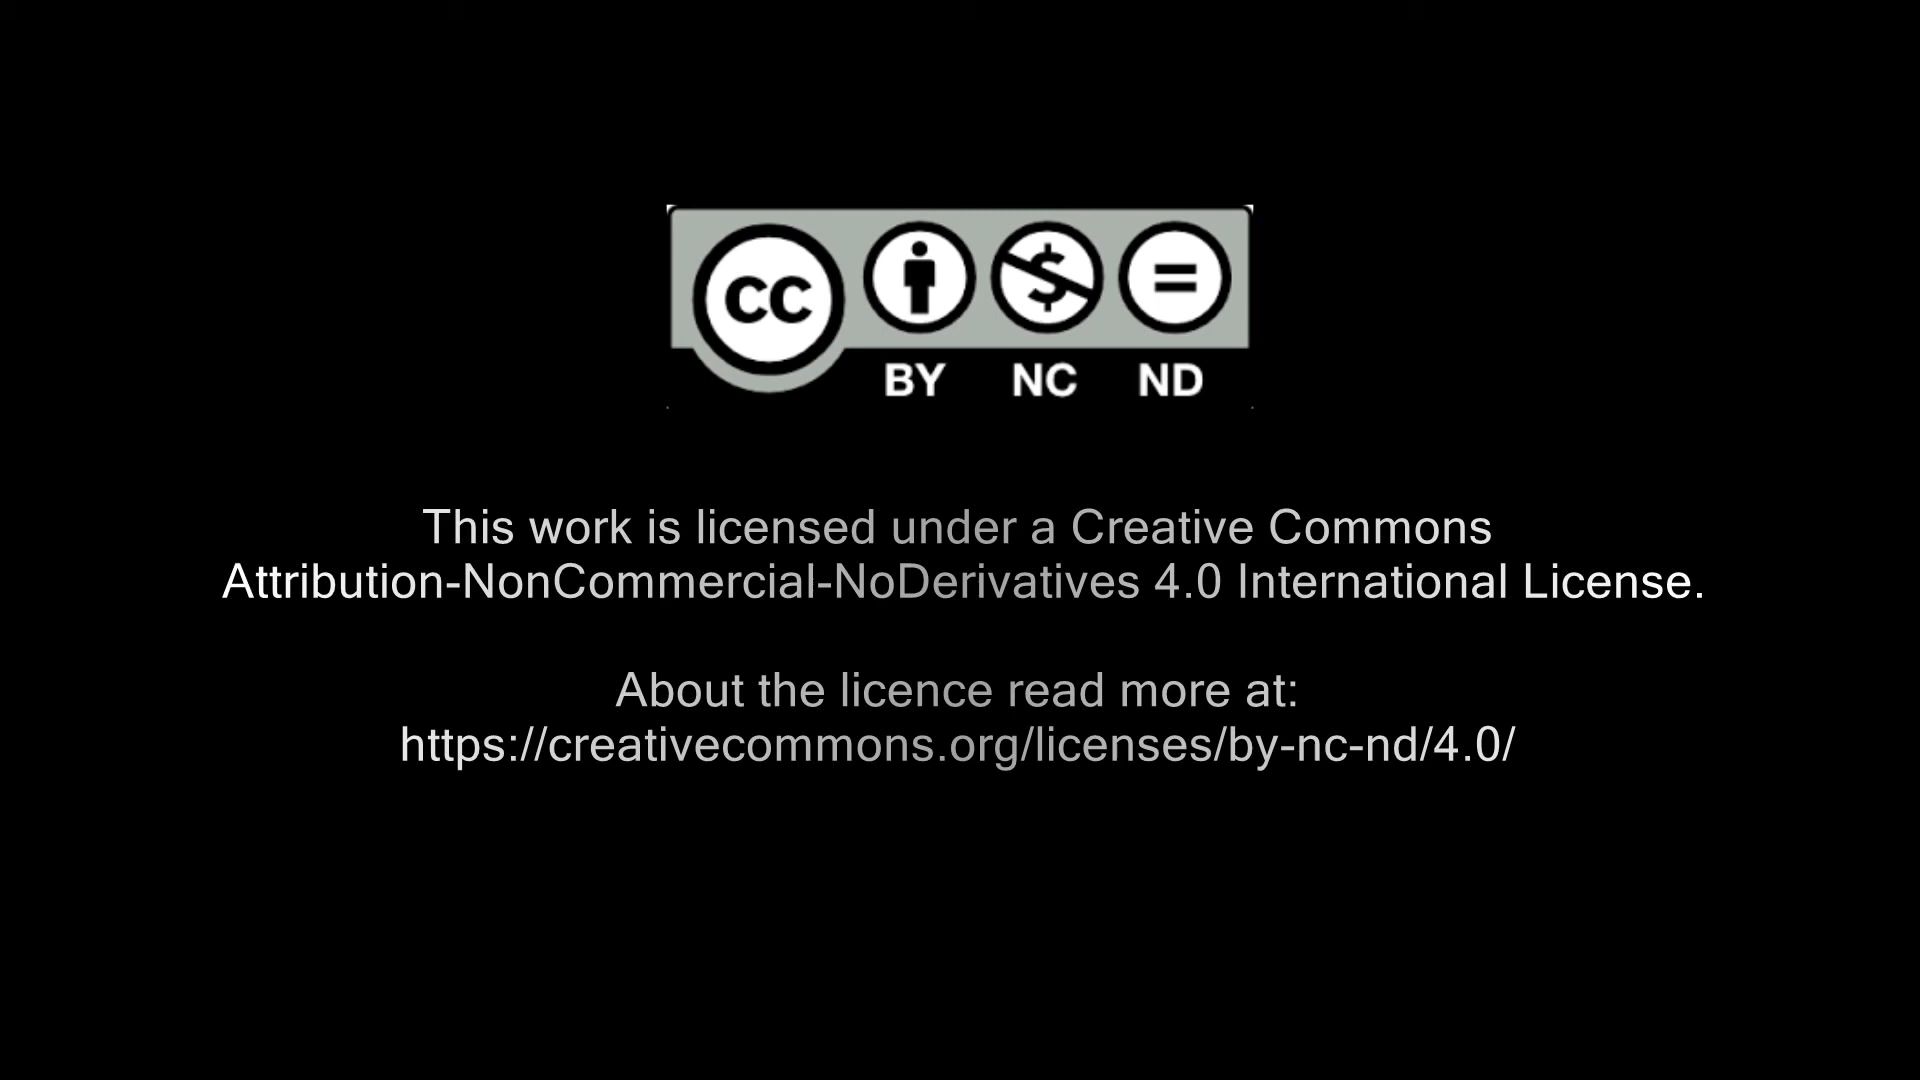 CC
BY NC ND
This work is licensed under a Creative Commons
Attribution-NonCommercial-NoDerivatives 4.0 International License.
About the licence read more at:
https://creativecommons.org/licenses/by-nc-nd/4.0/